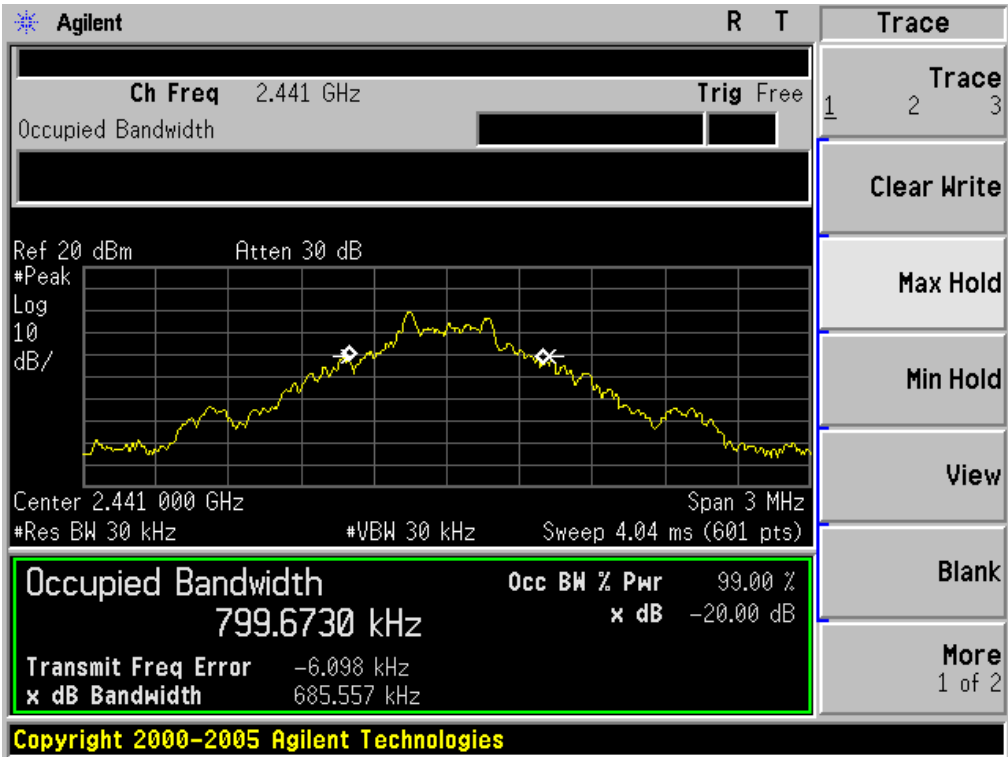 Agilent R T Trace
Ch Freq 2.441 GHz Trig Free
Occupied Bandwidth
Trace
1 2 3
Clear Write
Max Hold
Min Hold
View
Blank
More
1 of 2
Ref 20 dBm Atten 30 dB
#Peak
Log
10
dB/
Center 2.441 000 GHz Span 3 MHz
#Res BW 30 kHz #VBW 30 kHz Sweep 4.04 ms (601 pts)
Occupied Bandwidth Occ BW % Pwr 99.00 %
799.6730 kHz x dB -20.00 dB
Transmit Freq Error -6.098 kHz
x dB Bandwidth 685.557 kHz
Copyright 2000-2005 Agilent Technologies